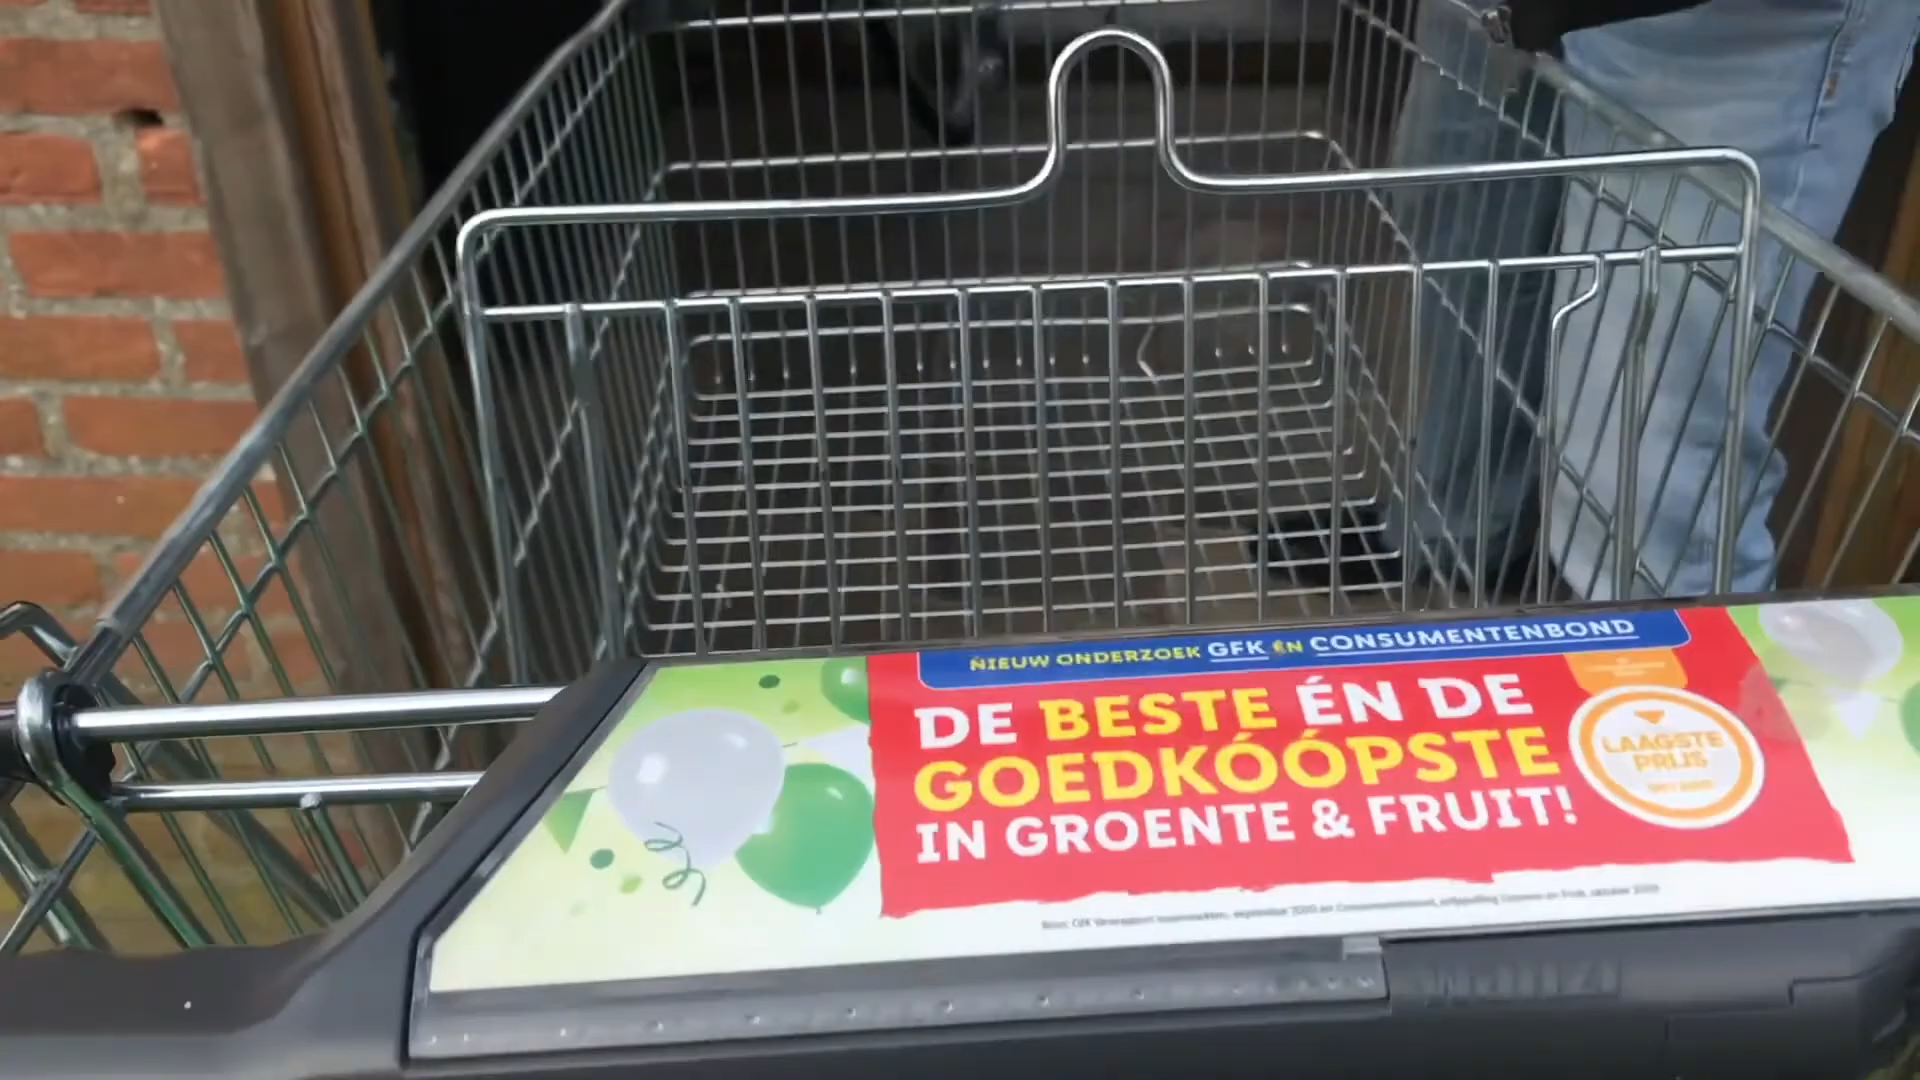 NIEUW ONDERZOEK GFK ÉN CONSUMENTENBOND
DE BESTE ÉN DE
GOEDKÓÓPSTE
IN GROENTE & FRUIT!
LAAGSTE
PRIJS